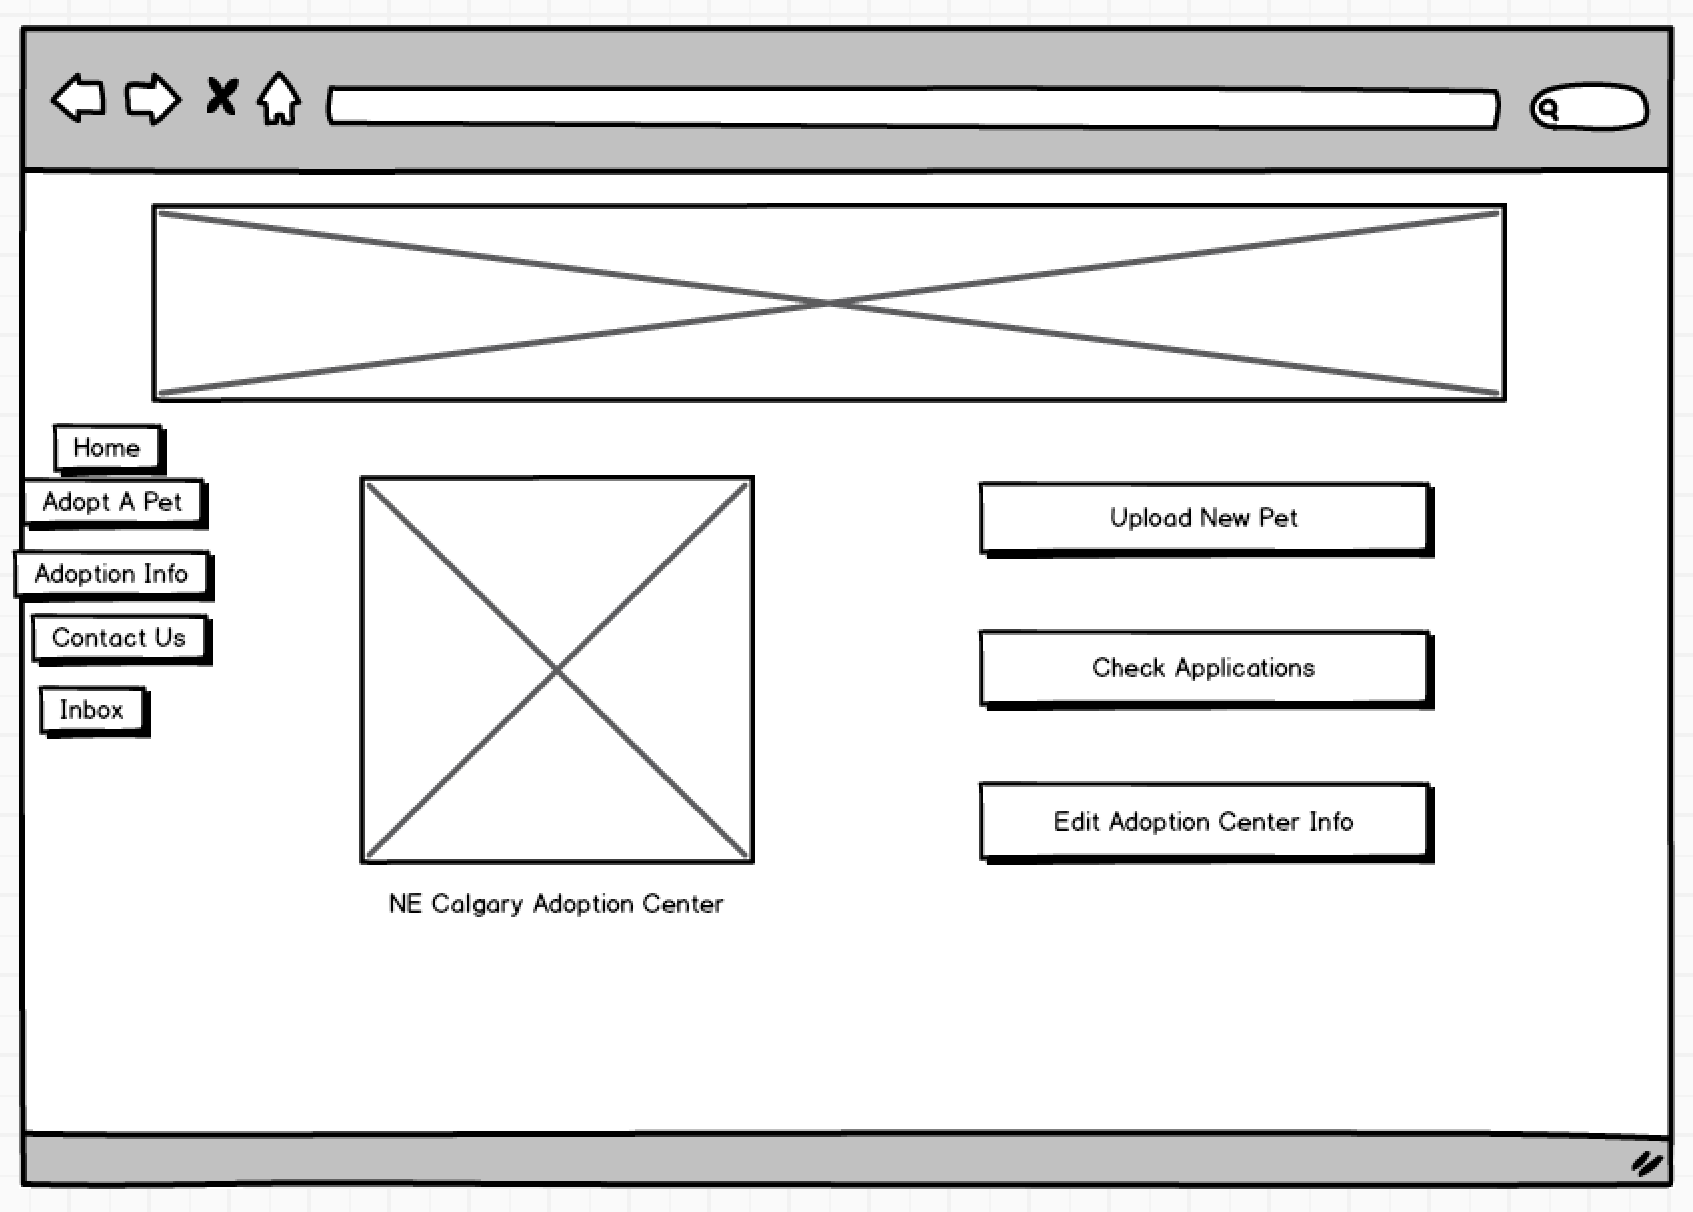 Home
Adopt A Pet
Adoption Info
Contact Us
Inbox
NE Calgary Adoption Center
Upload New Pet
Check Applications
Edit Adoption Center Info